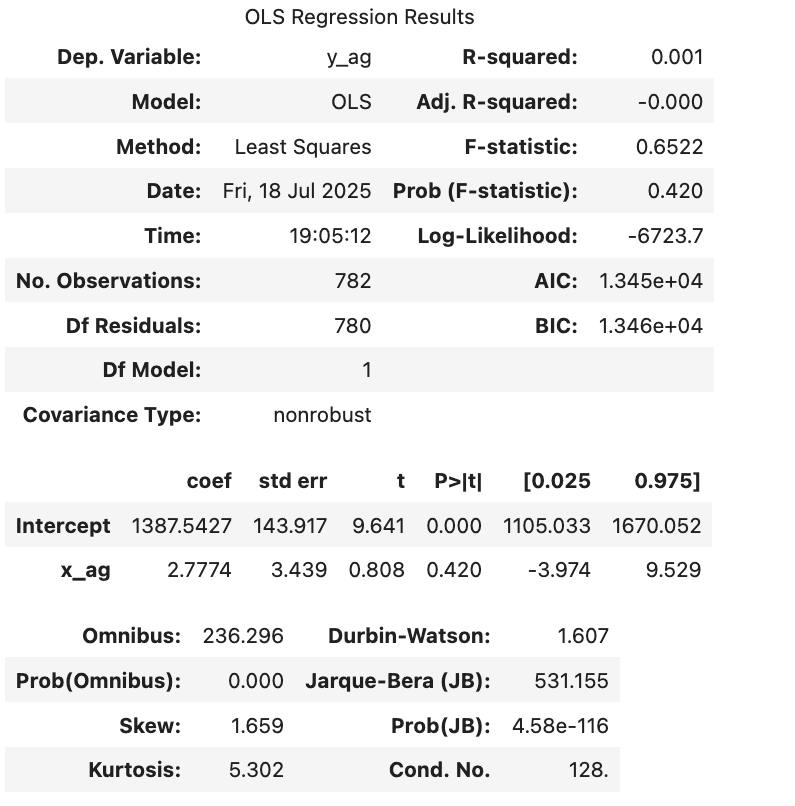 OLS Regression Results
Dep. Variable: y_ag R-squared: 0.001
Model: OLS Adj. R-squared: -0.000
Method: Least Squares F-statistic: 0.6522
Date: Fri, 18 Jul 2025 Prob (F-statistic): 0.420
Time: 19:05:12 Log-Likelihood: -6723.7
No. Observations: 782 AIC: 1.345e+04
Df Residuals: 780 BIC: 1.346e+04
Df Model: 1
Covariance Type: nonrobust
coef std err t P>|t| [0.025 0.975]
Intercept 1387.5427 143.917 9.641 0.000 1105.033 1670.052
x_ag 2.7774 3.439 0.808 0.420 -3.974 9.529
Omnibus: 236.296 Durbin-Watson: 1.607
Prob(Omnibus): 0.000 Jarque-Bera (JB): 531.155
Skew: 1.659 Prob(JB): 4.58e-116
Kurtosis: 5.302 Cond. No. 128.